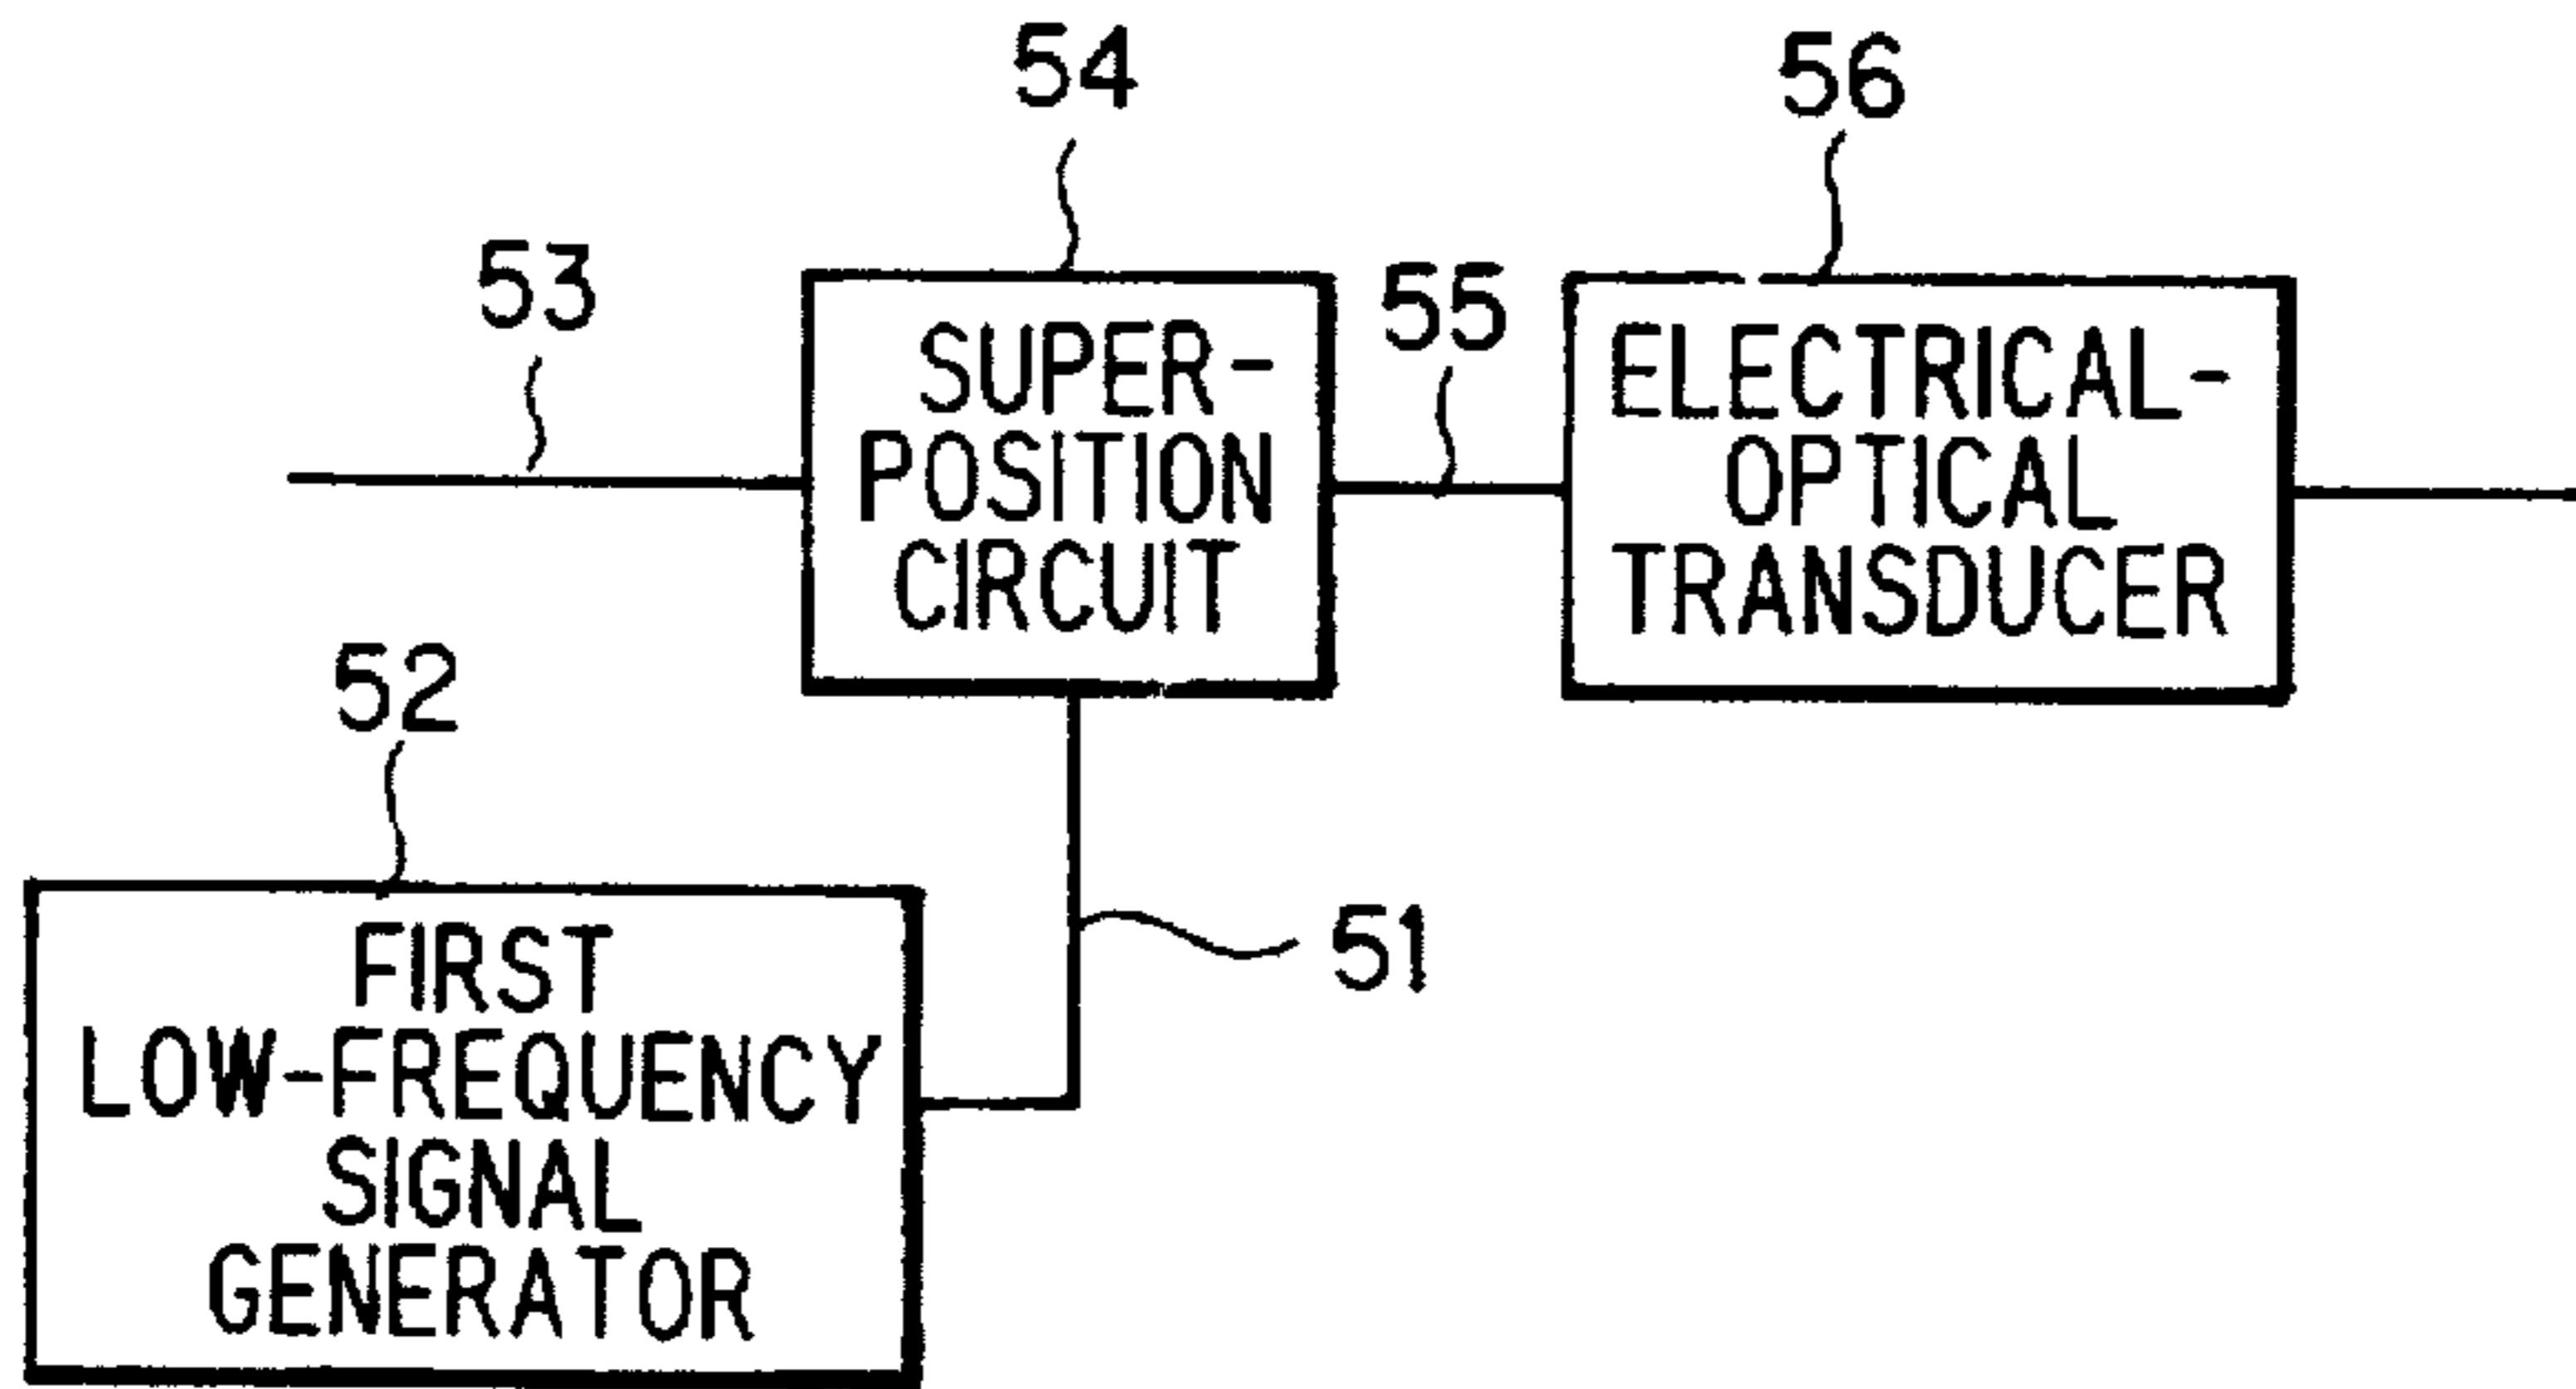 54
56
53
55
SUPER-
POSITION
CIRCUIT
ELECTRICAL-
OPTICAL
TRANSDUCER
52
51
FIRST
LOW-FREQUENCY
SIGNAL
GENERATOR